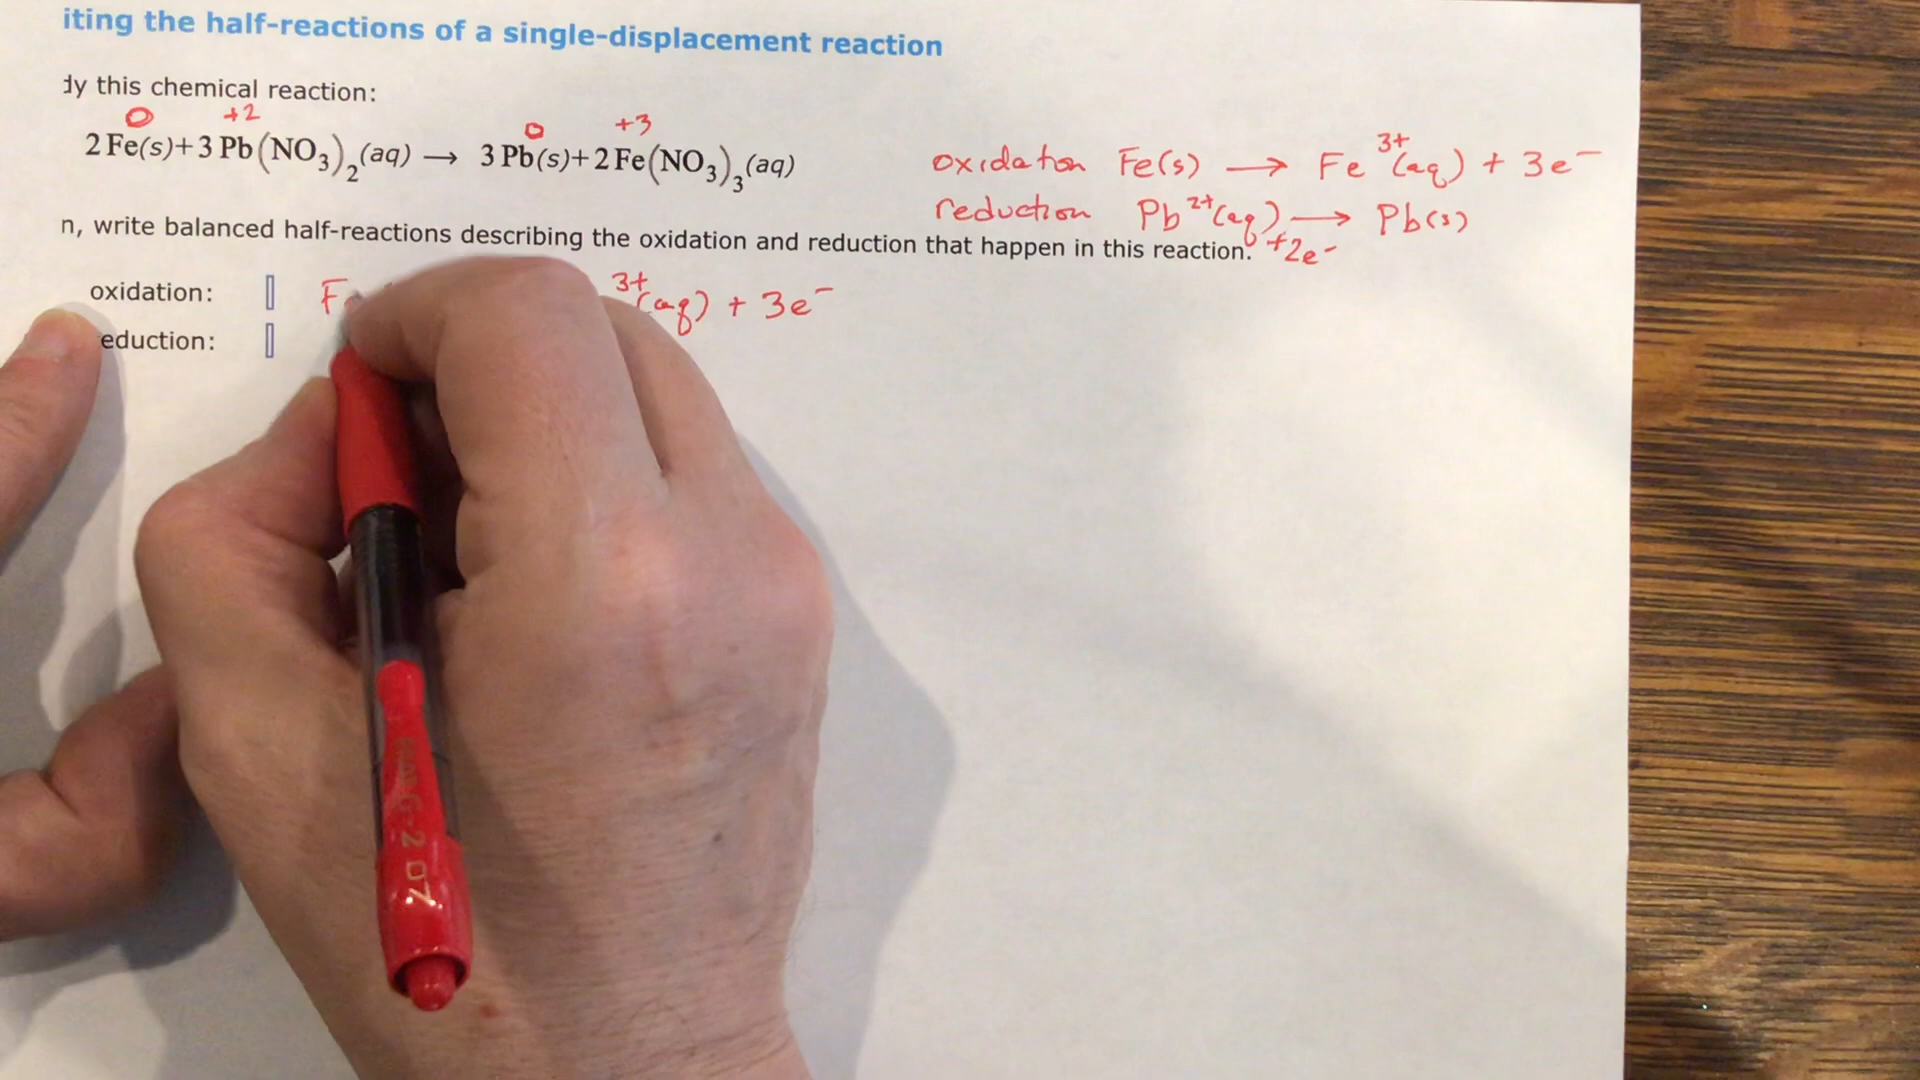 iting the half-reactions of a single-displacement reaction
dy this chemical reaction:
0 +2 0 +3
2 Fe(s)+3 Pb(NO₃)₂(aq) → 3 Pb(s)+2 Fe(NO₃)₃(aq)
oxidation Fe(s) → Fe³⁺(aq) + 3e⁻
reduction Pb²⁺(aq) → Pb(s)
+2e⁻
n, write balanced half-reactions describing the oxidation and reduction that happen in this reaction.
oxidation: ³⁺(aq) + 3e⁻
eduction:
G-2 07